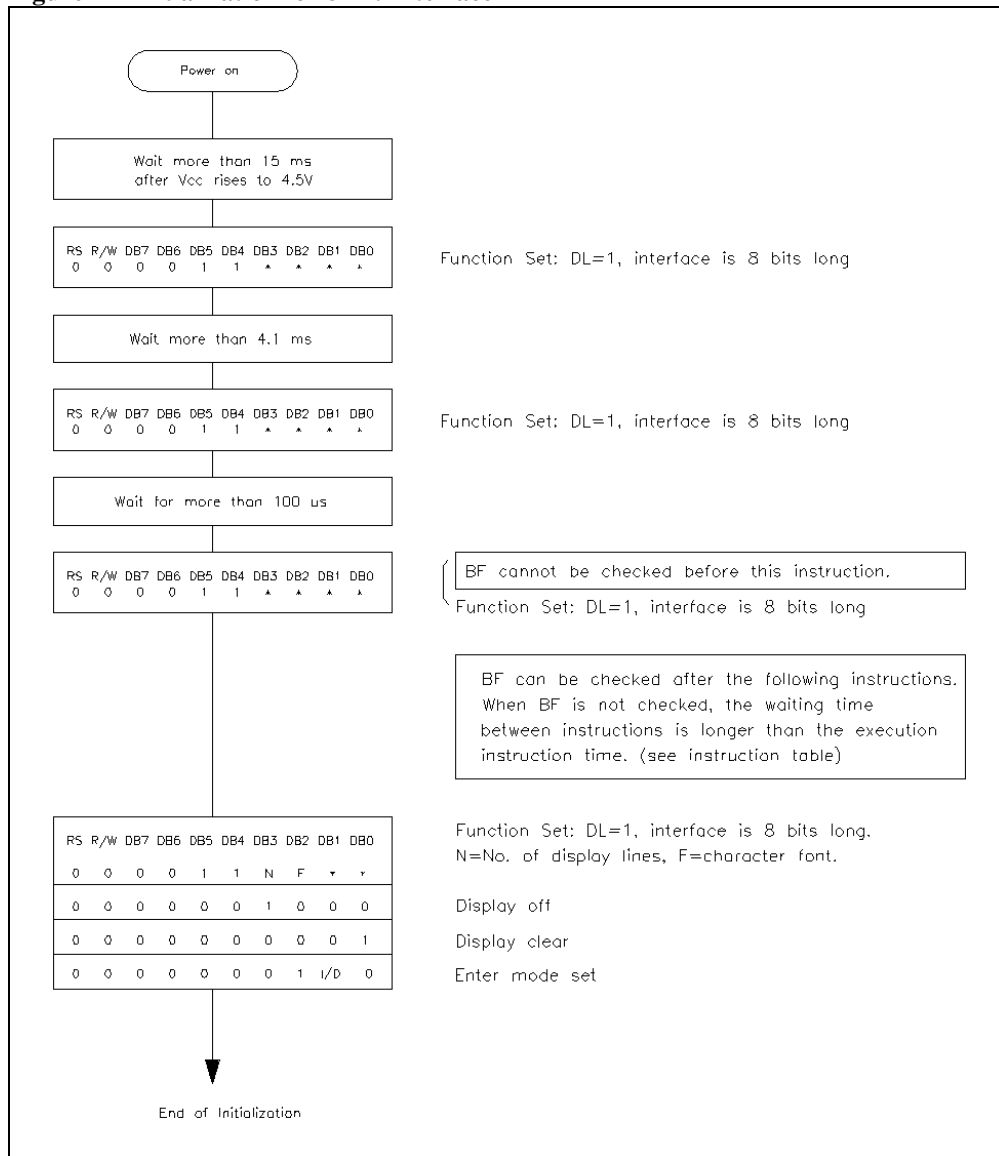 Power on
Wait more than 15 ms
after Vcc rises to 4.5V
RS R/W DB7 DB6 DB5 DB4 DB3 DB2 DB1 DB0
0 0 0 0 1 1 * * * *
Function Set: DL=1, interface is 8 bits long
Wait more than 4.1 ms
RS R/W DB7 DB6 DB5 DB4 DB3 DB2 DB1 DB0
0 0 0 0 1 1 * * * *
Function Set: DL=1, interface is 8 bits long
Wait for more than 100 us
RS R/W DB7 DB6 DB5 DB4 DB3 DB2 DB1 DB0
0 0 0 0 1 1 * * * *
BF cannot be checked before this instruction.
Function Set: DL=1, interface is 8 bits long
BF can be checked after the following instructions.
When BF is not checked, the waiting time
between instructions is longer than the execution
instruction time. (see instruction table)
RS R/W DB7 DB6 DB5 DB4 DB3 DB2 DB1 DB0
0 0 0 0 1 1 N F * *
Function Set: DL=1, interface is 8 bits long.
N=No. of display lines, F=character font.
0 0 0 0 0 0 1 0 0 0
Display off
0 0 0 0 0 0 0 0 0 1
Display clear
0 0 0 0 0 0 0 1 I/D 0
Enter mode set
End of Initialization